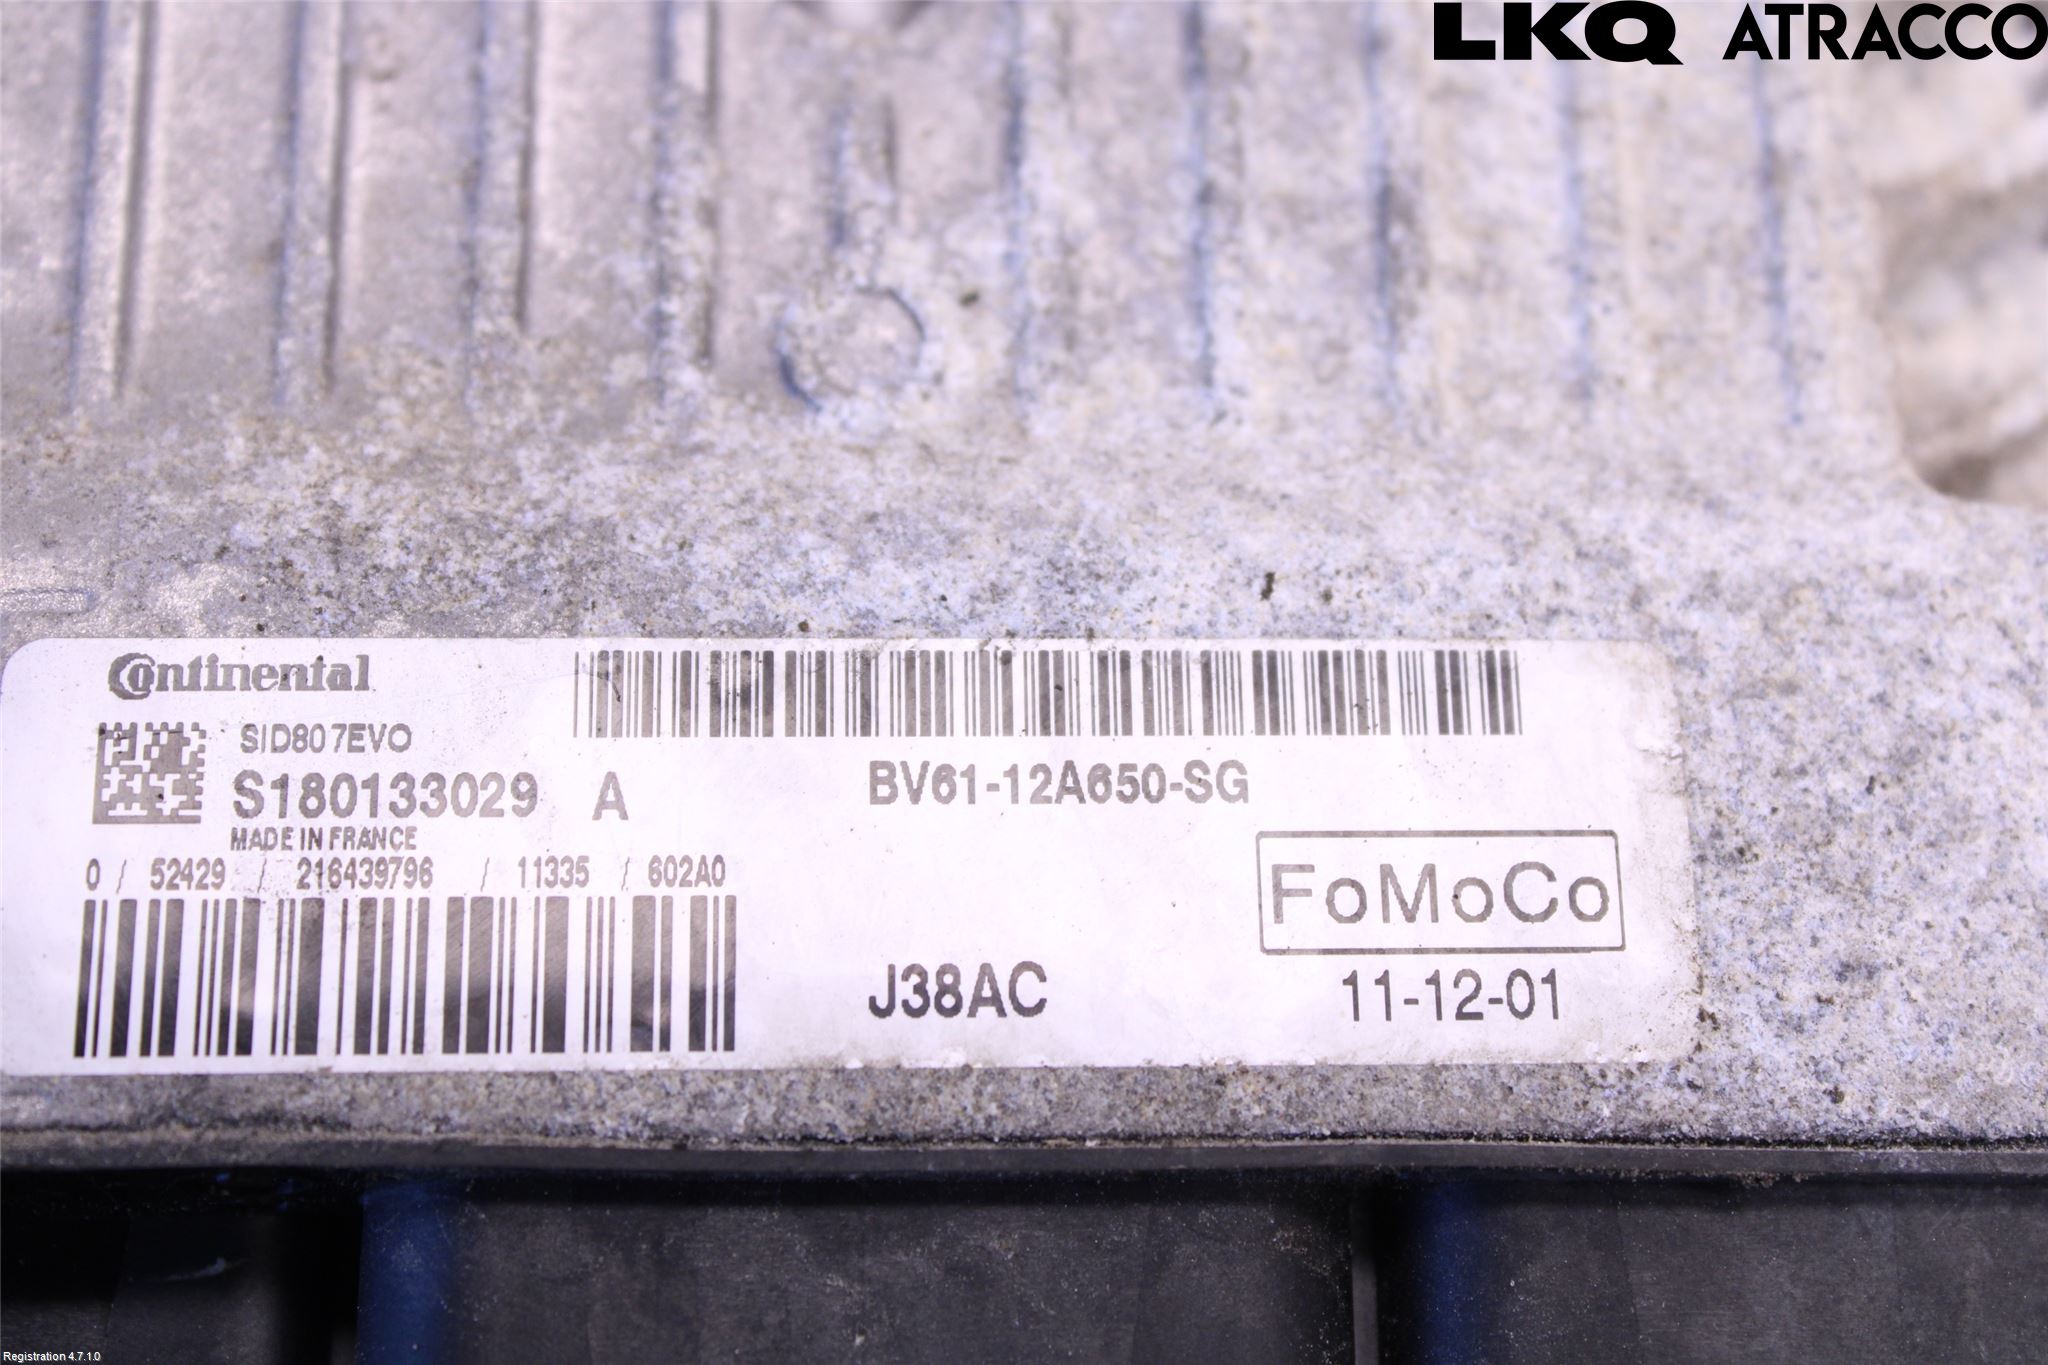 LKQ ATRACCO
Continental
SID807EVO
S180133029 A
MADE IN FRANCE
0 / 52429 / 216439796 / 11335 / 602A0
BV61-12A650-SG
FoMoCo
J38AC
11-12-01
Registration 4.7.1.0